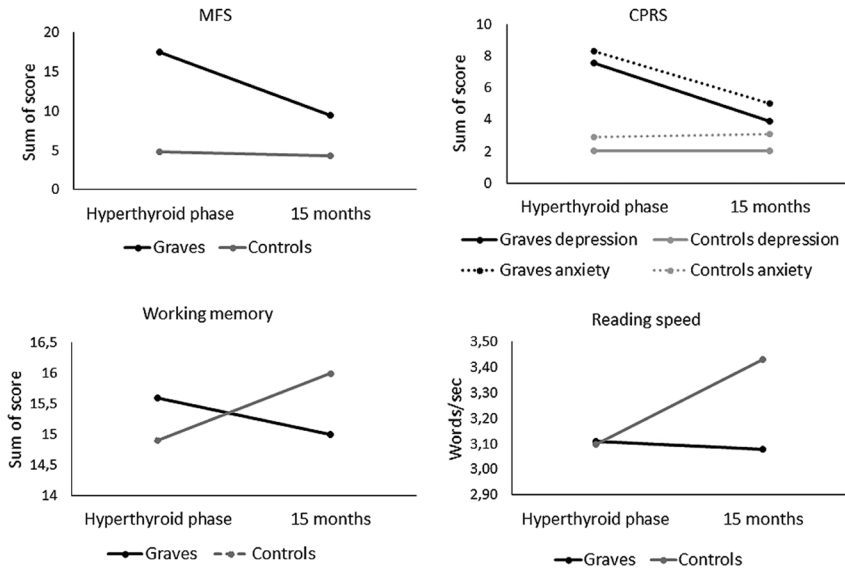 MFS
20
15
10
5
0
Sum of score
Hyperthyroid phase 15 months
Graves Controls
CPRS
10
8
6
4
2
0
Sum of score
Hyperthyroid phase 15 months
Graves depression Controls depression
Graves anxiety Controls anxiety
Working memory
16,5
16
15,5
15
14,5
14
Sum of score
Hyperthyroid phase 15 months
Graves Controls
Reading speed
3,50
3,40
3,30
3,20
3,10
3,00
2,90
Words/sec
Hyperthyroid phase 15 months
Graves Controls